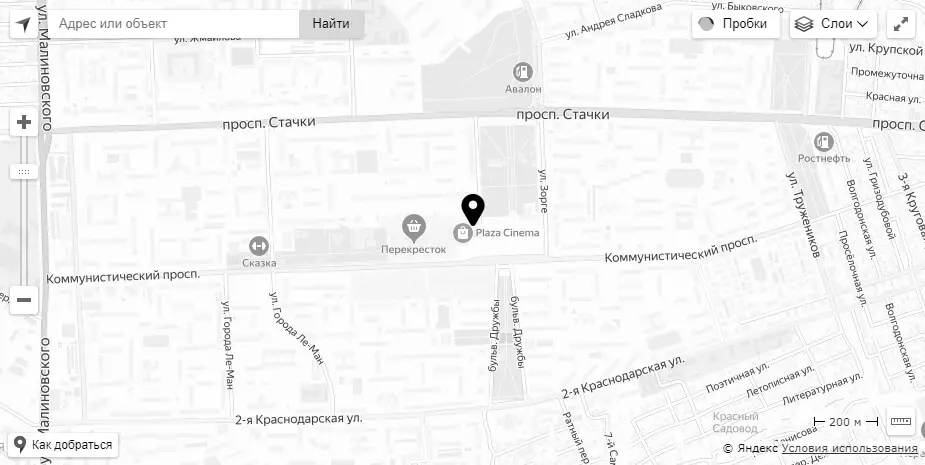 Адрес или объект
Найти
Пробки
Слои
ул. Малиновского
ул. Жмайлова
ул. Андрея Сладкова
ул. Быковского
ул. Крупской
Промежуточна
Красная ул.
Авалон
просп. Стачки
просп. Стачки
просп. С
Ростнефть
ул. Зорге
ул. Тружеников
Волгодонская ул.
ул. Гризодубовой
3-я Круговая
Просёлочная ул.
Plaza Cinema
Перекресток
Сказка
Коммунистический просп.
Коммунистический просп.
ул. Города Ле-Ман
ул. Города Ле-Ман
бульв. Дружбы
бульв. Дружбы
Волгодонская ул.
2-я Краснодарская ул.
2-я Краснодарская ул.
Поэтичная ул.
Летописная ул.
Литературная ул.
Красный
Садовод
Ратный пер
7-й Са
200 м
Малиновского
Как добраться
© Яндекс Условия использования